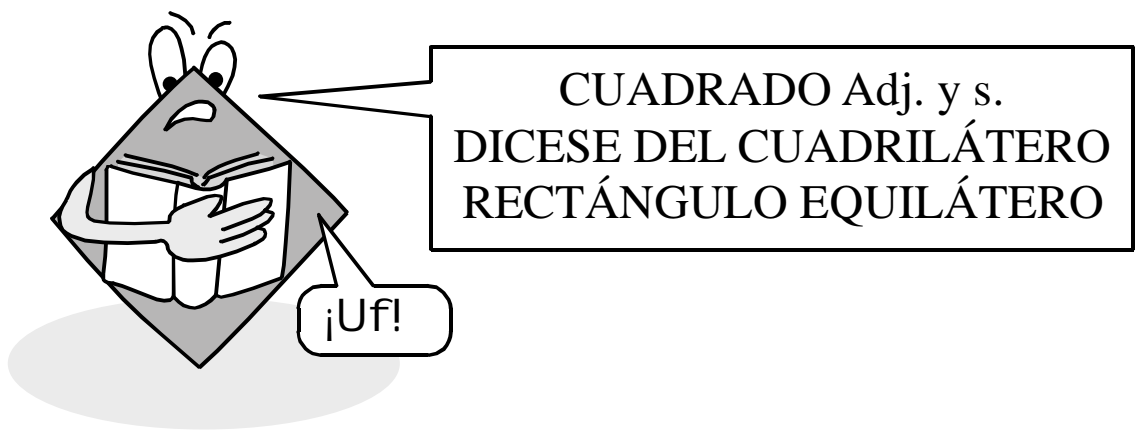 CUADRADO Adj. y s.
DICESE DEL CUADRILÁTERO
RECTÁNGULO EQUILÁTERO
¡Uf!